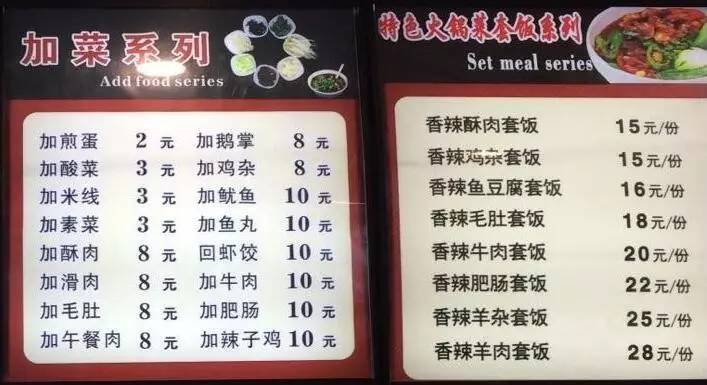 加菜系列
Add food series
加煎蛋 2 元 加鹅掌 8 元
加酸菜 3 元 加鸡杂 8 元
加米线 3 元 加鱿鱼 10 元
加素菜 3 元 加鱼丸 10 元
加酥肉 8 元 回虾饺 10 元
加滑肉 8 元 加牛肉 10 元
加毛肚 8 元 加肥肠 10 元
加午餐肉 8 元 加辣子鸡 10 元
特色火锅菜套饭系列
Set meal series
香辣酥肉套饭 15元/份
香辣鸡杂套饭 15元/份
香辣鱼豆腐套饭 16元/份
香辣毛肚套饭 18元/份
香辣牛肉套饭 20元/份
香辣肥肠套饭 22元/份
香辣羊杂套饭 25元/份
香辣羊肉套饭 28元/份